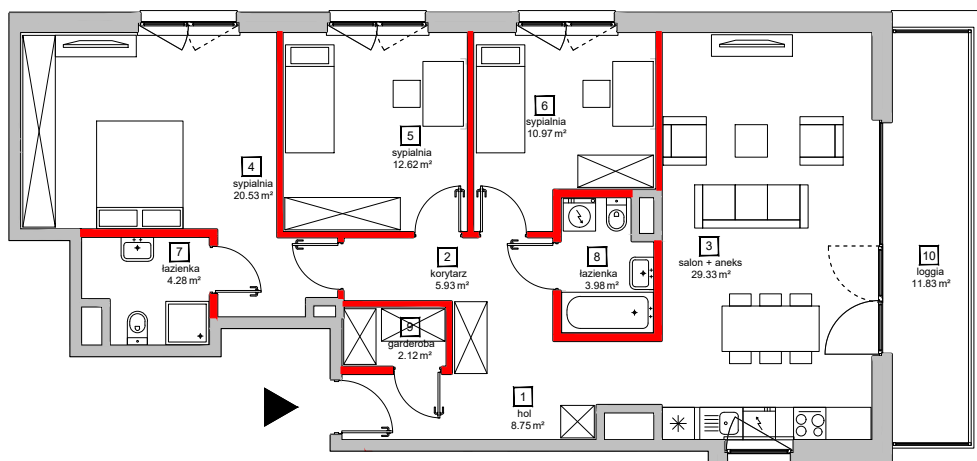 6
sypialnia
10.97 m²
5
sypialnia
12.62 m²
4
sypialnia
20.53 m²
7
łazienka
4.28 m²
2
korytarz
5.93 m²
8
łazienka
3.98 m²
3
salon + aneks
29.33 m²
10
loggia
11.83 m²
9
garderoba
2.12 m²
1
hol
8.75 m²